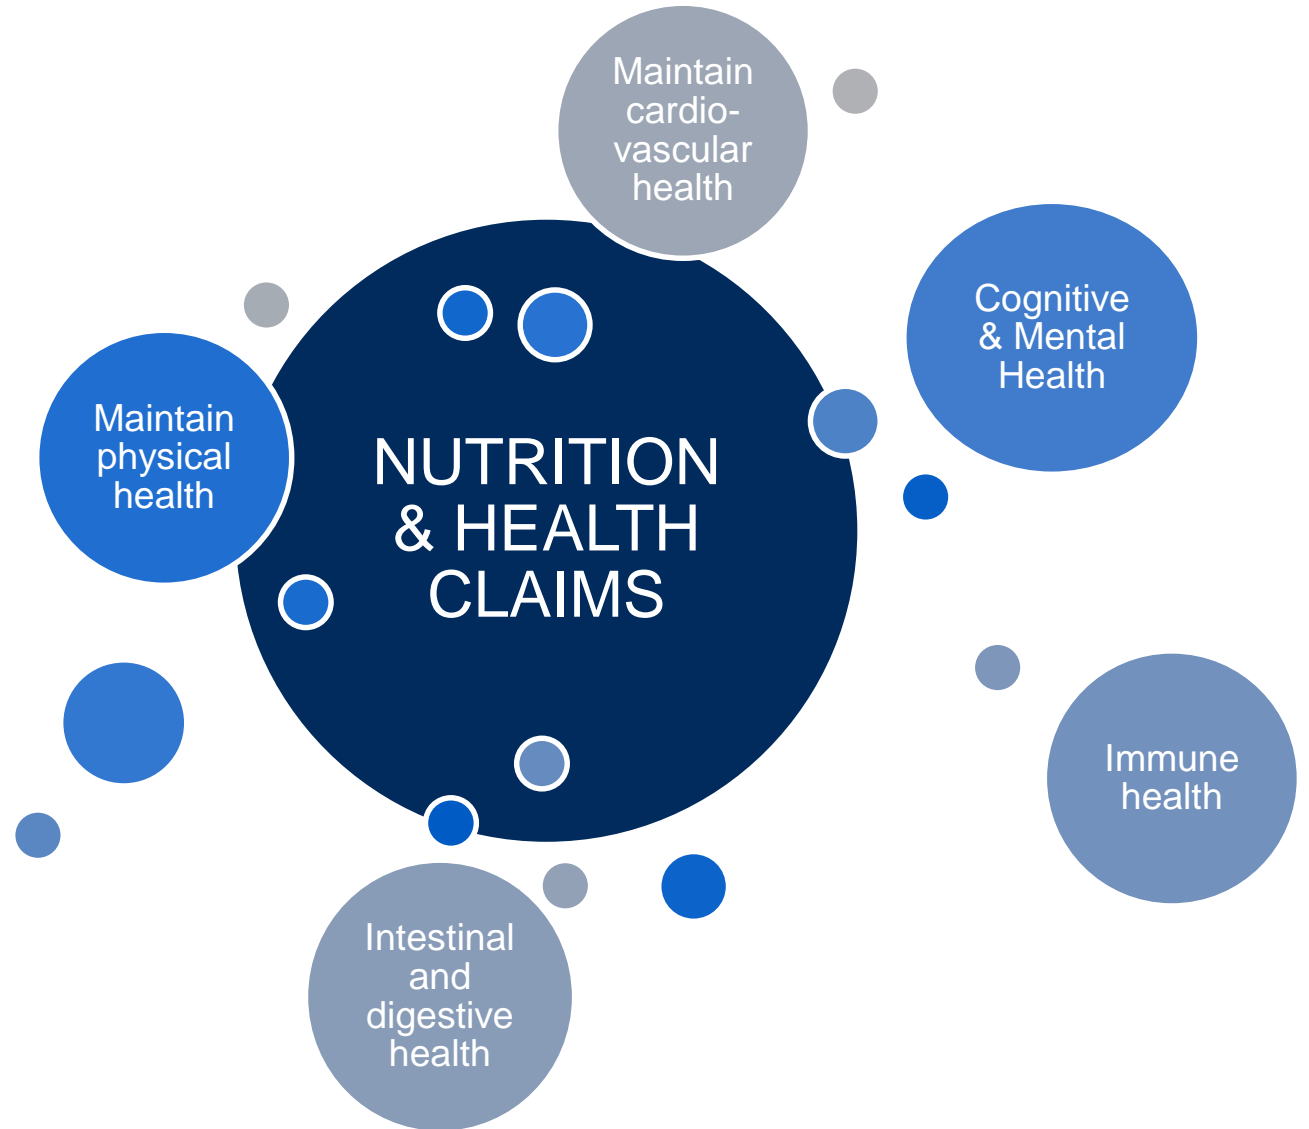 Maintain
cardio-
vascular
health
Cognitive
& Mental
Health
Maintain
physical
health
NUTRITION
& HEALTH
CLAIMS
Immune
health
Intestinal
and
digestive
health